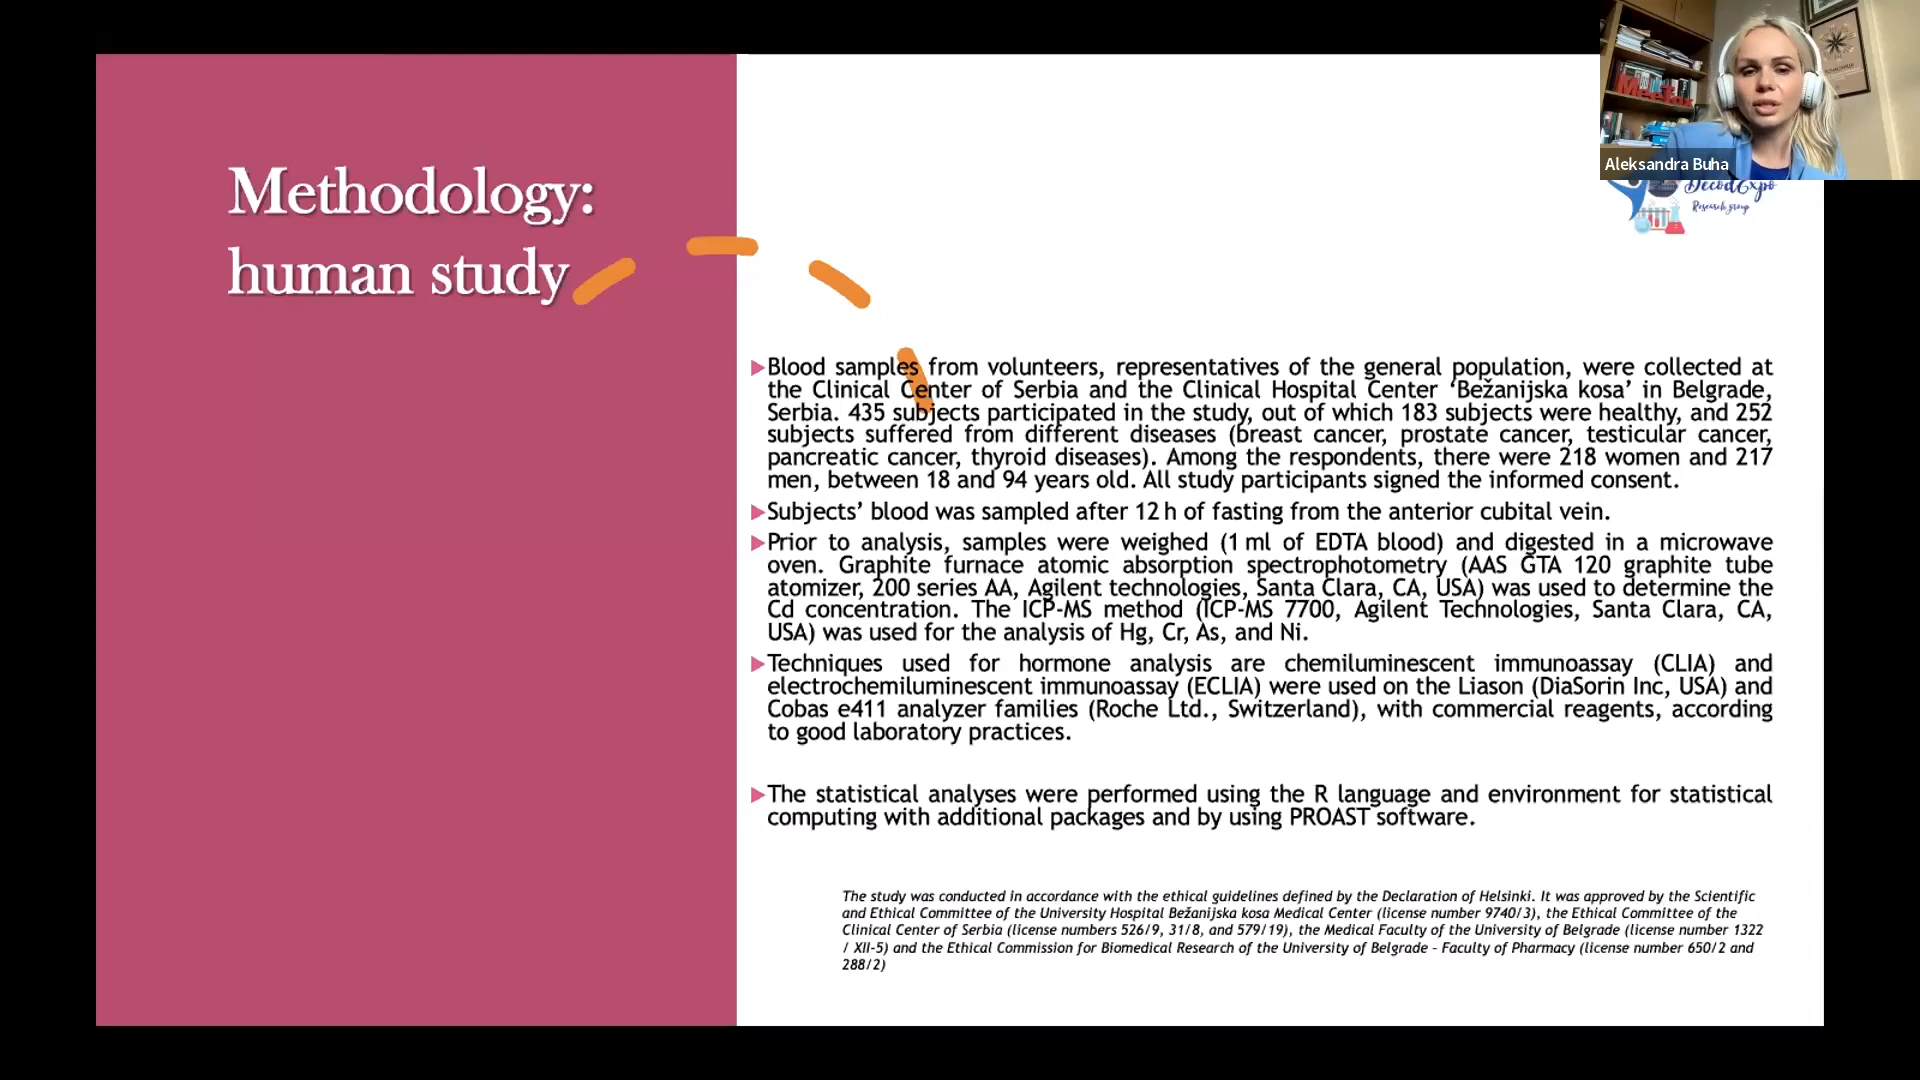 Methodology:
human study
MeeTox
Aleksandra Buha
DecodExpo
Research group
Blood samples from volunteers, representatives of the general population, were collected at
the Clinical Center of Serbia and the Clinical Hospital Center ‘Bežanijska kosa’ in Belgrade,
Serbia. 435 subjects participated in the study, out of which 183 subjects were healthy, and 252
subjects suffered from different diseases (breast cancer, prostate cancer, testicular cancer,
pancreatic cancer, thyroid diseases). Among the respondents, there were 218 women and 217
men, between 18 and 94 years old. All study participants signed the informed consent.
Subjects’ blood was sampled after 12 h of fasting from the anterior cubital vein.
Prior to analysis, samples were weighed (1 ml of EDTA blood) and digested in a microwave
oven. Graphite furnace atomic absorption spectrophotometry (AAS GTA 120 graphite tube
atomizer, 200 series AA, Agilent technologies, Santa Clara, CA, USA) was used to determine the
Cd concentration. The ICP-MS method (ICP-MS 7700, Agilent Technologies, Santa Clara, CA,
USA) was used for the analysis of Hg, Cr, As, and Ni.
Techniques used for hormone analysis are chemiluminescent immunoassay (CLIA) and
electrochemiluminescent immunoassay (ECLIA) were used on the Liason (DiaSorin Inc, USA) and
Cobas e411 analyzer families (Roche Ltd., Switzerland), with commercial reagents, according
to good laboratory practices.
The statistical analyses were performed using the R language and environment for statistical
computing with additional packages and by using PROAST software.
The study was conducted in accordance with the ethical guidelines defined by the Declaration of Helsinki. It was approved by the Scientific
and Ethical Committee of the University Hospital Bežanijska kosa Medical Center (license number 9740/3), the Ethical Committee of the
Clinical Center of Serbia (license numbers 526/9, 31/8, and 579/19), the Medical Faculty of the University of Belgrade (license number 1322
/ XII-5) and the Ethical Commission for Biomedical Research of the University of Belgrade – Faculty of Pharmacy (license number 650/2 and
288/2)